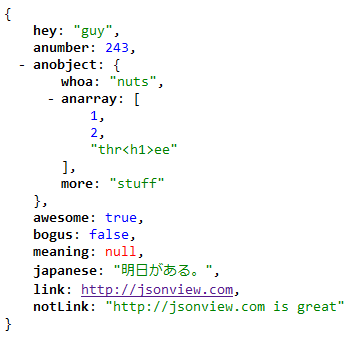 {
    hey: "guy",
    anumber: 243,
  - anobject: {
        whoa: "nuts",
      - anarray: [
            1,
            2,
            "thr<h1>ee"
        ],
        more: "stuff"
    },
    awesome: true,
    bogus: false,
    meaning: null,
    japanese: "明日がある。",
    link: http://jsonview.com,
    notLink: "http://jsonview.com is great"
}